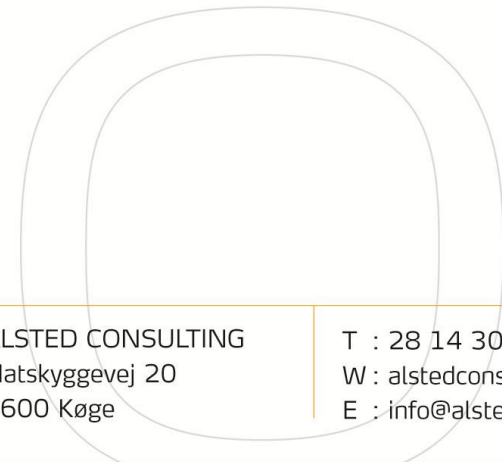 LSTED CONSULTING
latskyggevej 20
600 Køge
T : 28 14 30
W : alstedcons
E : info@alste